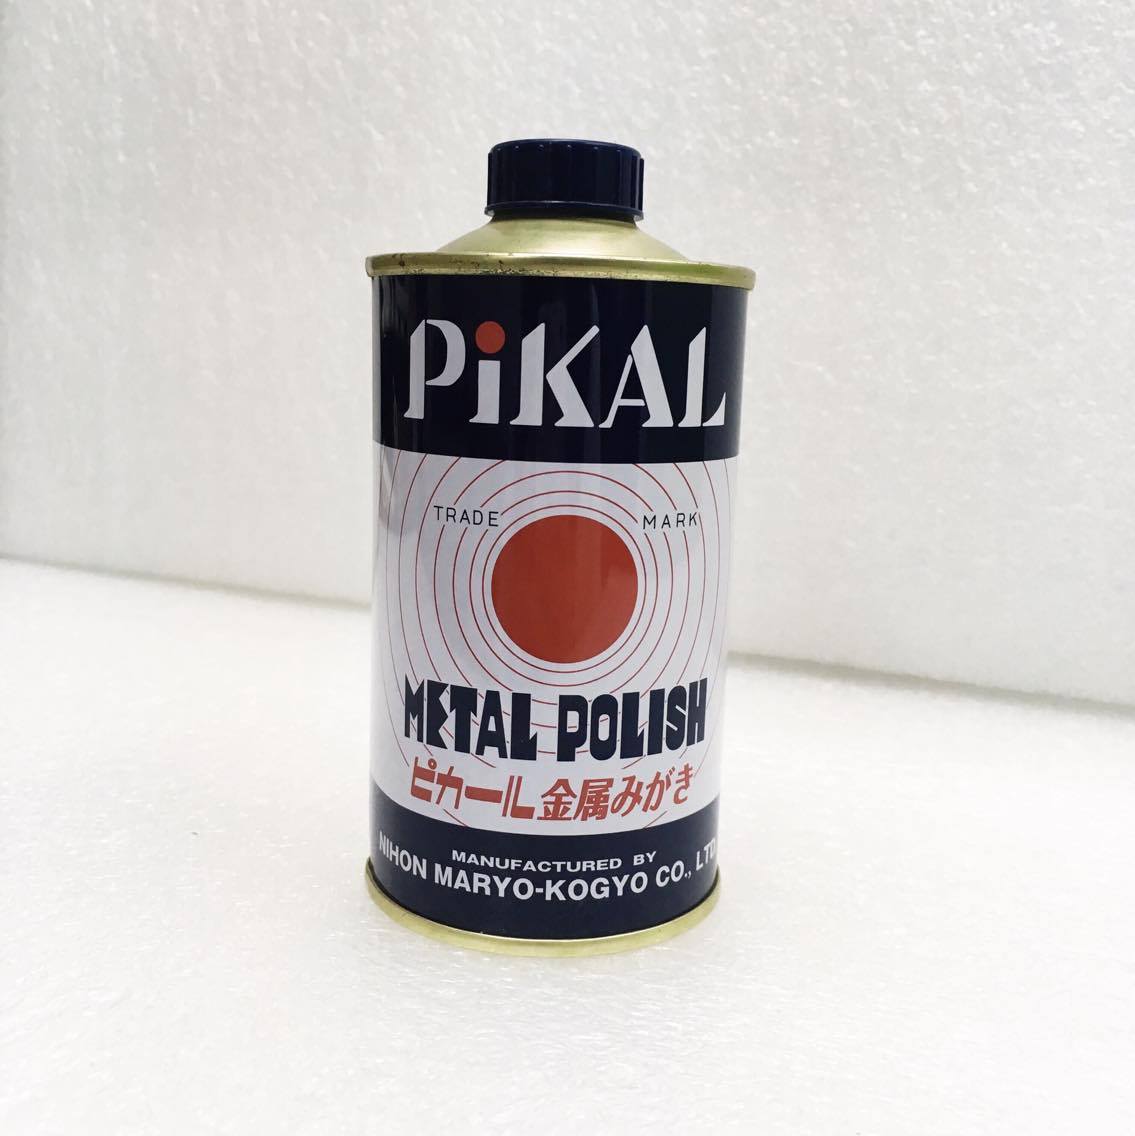 PiKAL
TRADE MARK
METAL POLISH
ピカール金属みがき
MANUFACTURED BY
NIHON MARYO-KOGYO CO., LTD